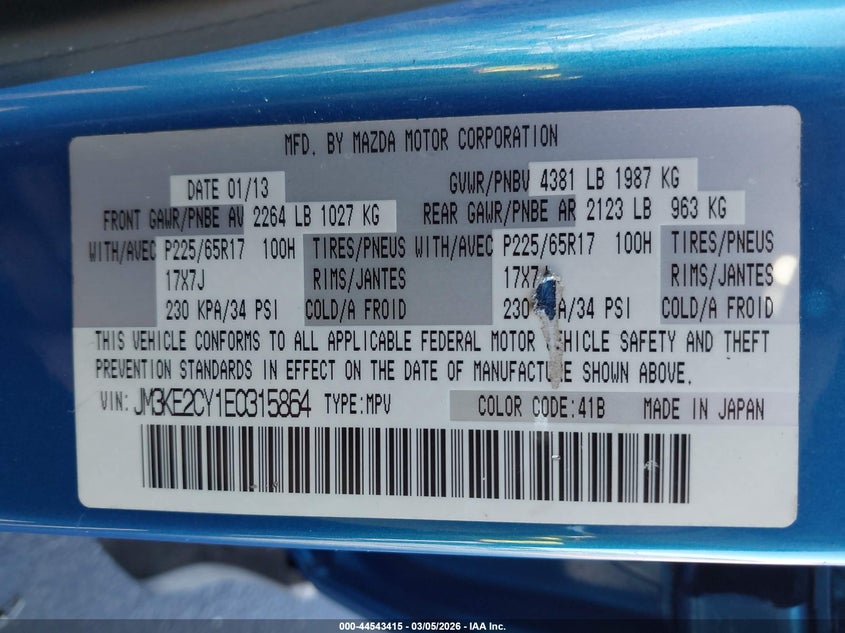 MFD. BY MAZDA MOTOR CORPORATION
DATE 01/13 GVWR/PNBV 4381 LB 1987 KG
FRONT GAWR/PNBE AV 2264 LB 1027 KG REAR GAWR/PNBE AR 2123 LB 963 KG
WITH/AVEC P225/65R17 100H TIRES/PNEUS WITH/AVEC P225/65R17 100H TIRES/PNEUS
17X7J RIMS/JANTES 17X7J RIMS/JANTES
230 KPA/34 PSI COLD/A FROID 230 A/34 PSI COLD/A FROID
THIS VEHICLE CONFORMS TO ALL APPLICABLE FEDERAL MOTOR VEHICLE SAFETY AND THEFT
PREVENTION STANDARDS IN EFFECT ON THE DATE OF MANUFACTURE SHOWN ABOVE.
VIN: JM3KE2CY1E0315864 TYPE:MPV COLOR CODE:41B MADE IN JAPAN
000-44543415 - 03/05/2026 - IAA Inc.